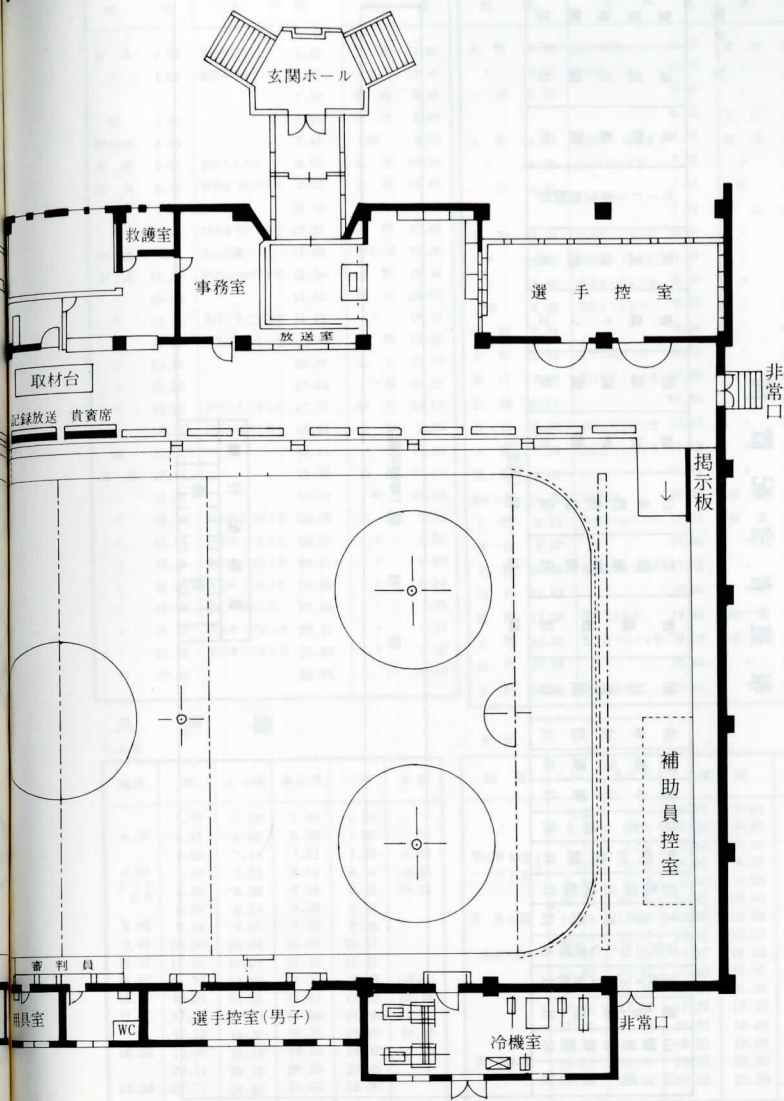 玄関ホール
救護室
事務室
放送室
選手控室
取材台
記録放送
貴賓席
非常口
掲示板
補助員控室
審判員
用具室
WC
選手控室(男子)
冷機室
非常口